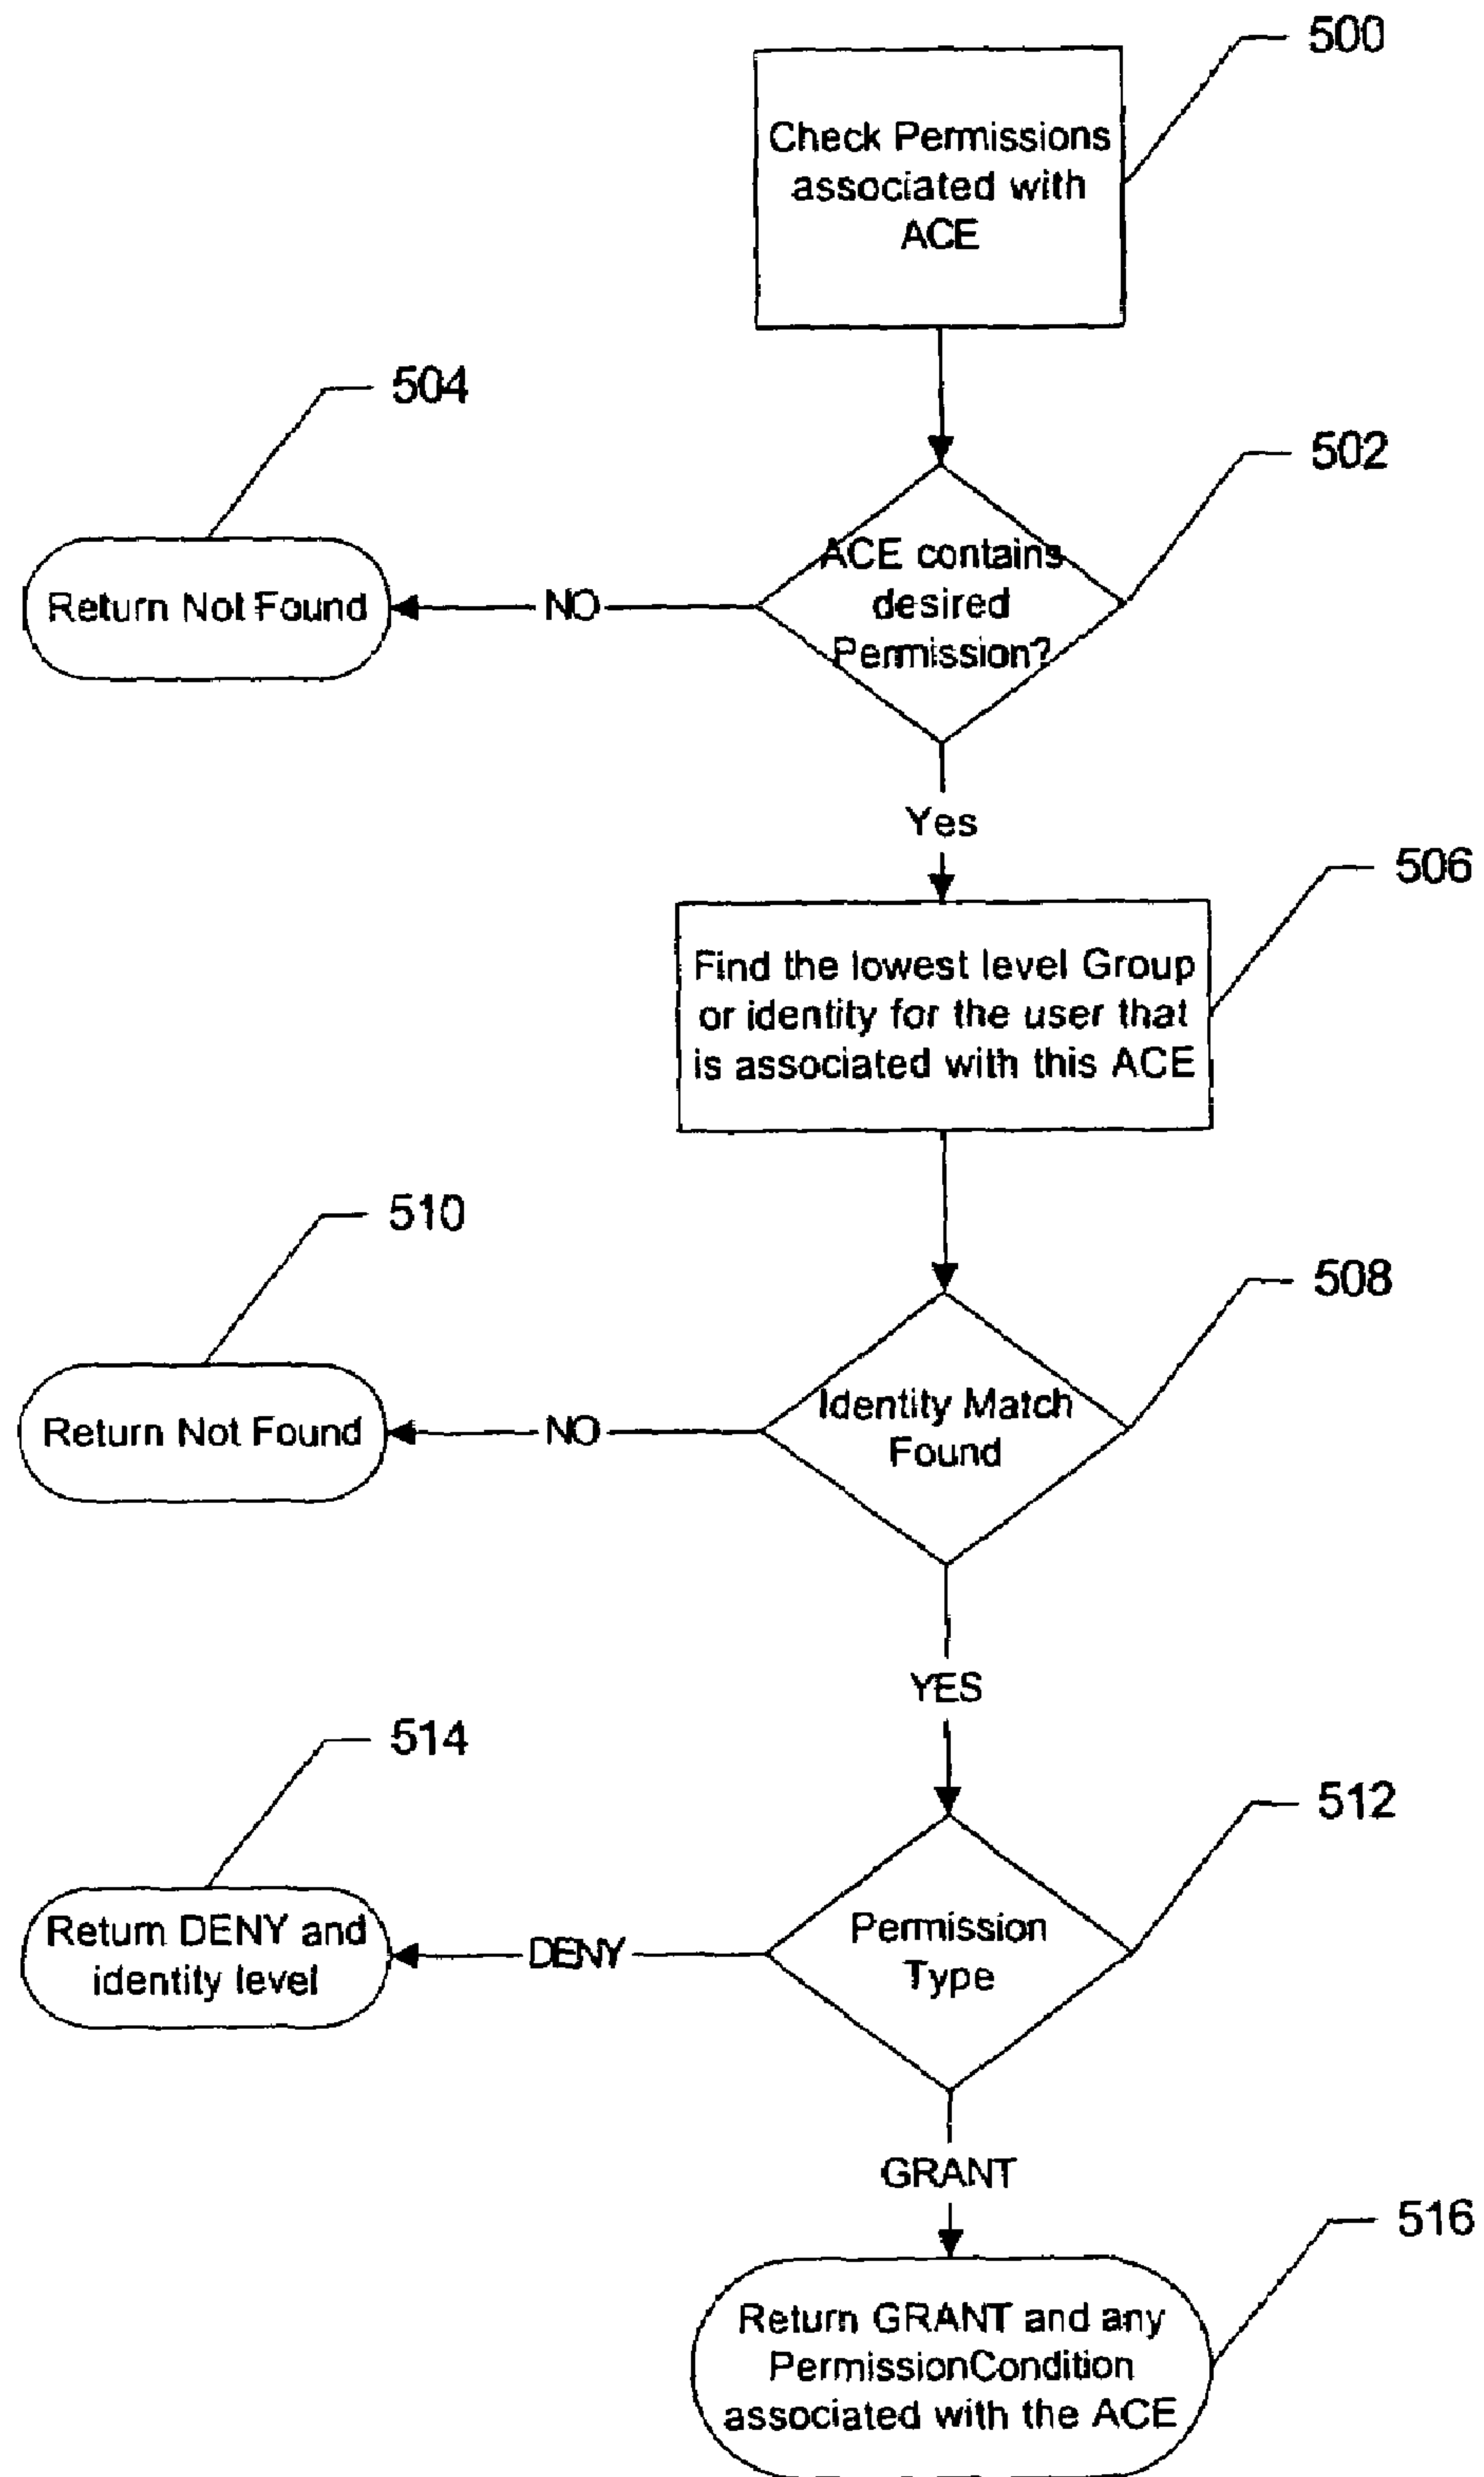 500
Check Permissions
associated with
ACE
504
502
ACE contains
desired
Permission?
NO
Return Not Found
Yes
506
Find the lowest level Group
or identity for the user that
is associated with this ACE
510
508
Identity Match
Found
NO
Return Not Found
YES
514
512
Permission
Type
DENY
Return DENY and
identity level
GRANT
516
Return GRANT and any
PermissionCondition
associated with the ACE